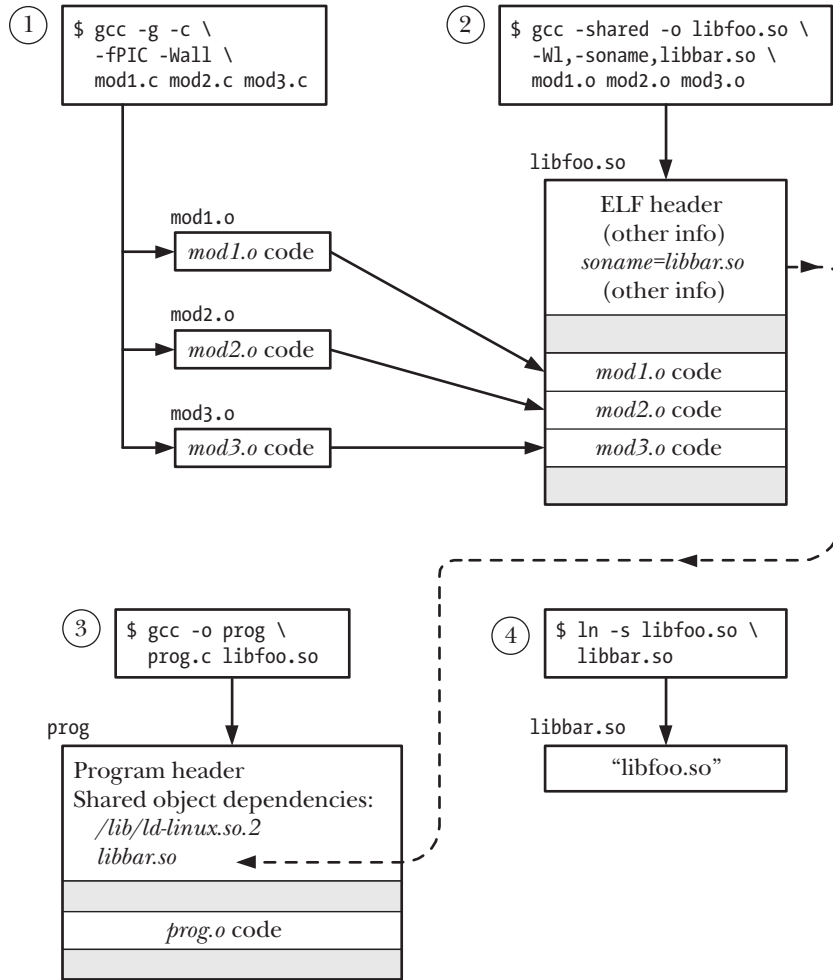 1
$ gcc -g -c \
-fPIC -Wall \
mod1.c mod2.c mod3.c
2
$ gcc -shared -o libfoo.so \
-Wl,-soname,libbar.so \
mod1.o mod2.o mod3.o
libfoo.so
ELF header
(other info)
soname=libbar.so
(other info)
mod1.o code
mod2.o code
mod3.o code
mod1.o
mod1.o code
mod2.o
mod2.o code
mod3.o
mod3.o code
3
$ gcc -o prog \
prog.c libfoo.so
prog
Program header
Shared object dependencies:
/lib/ld-linux.so.2
libbar.so
prog.o code
4
$ ln -s libfoo.so \
libbar.so
libbar.so
“libfoo.so”